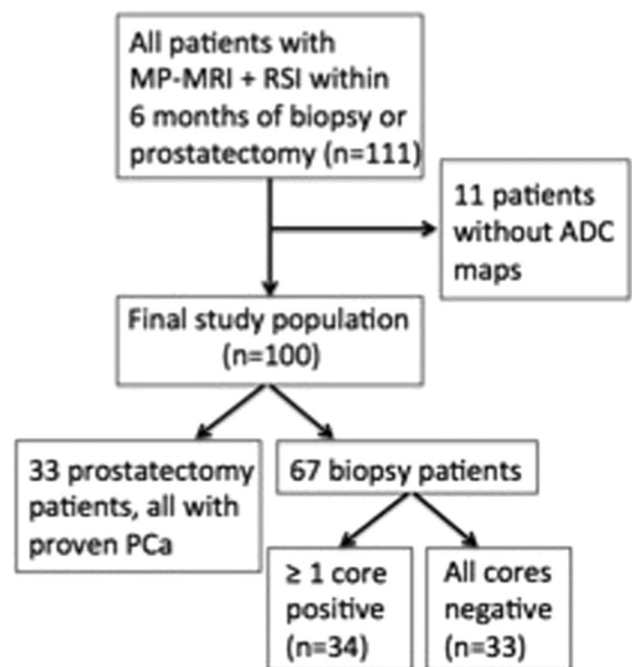 All patients with
MP-MRI + RSI within
6 months of biopsy or
prostatectomy (n=111)
11 patients
without ADC
maps
Final study population
(n=100)
33 prostatectomy
patients, all with
proven PCa
67 biopsy patients
≥ 1 core
positive
(n=34)
All cores
negative
(n=33)